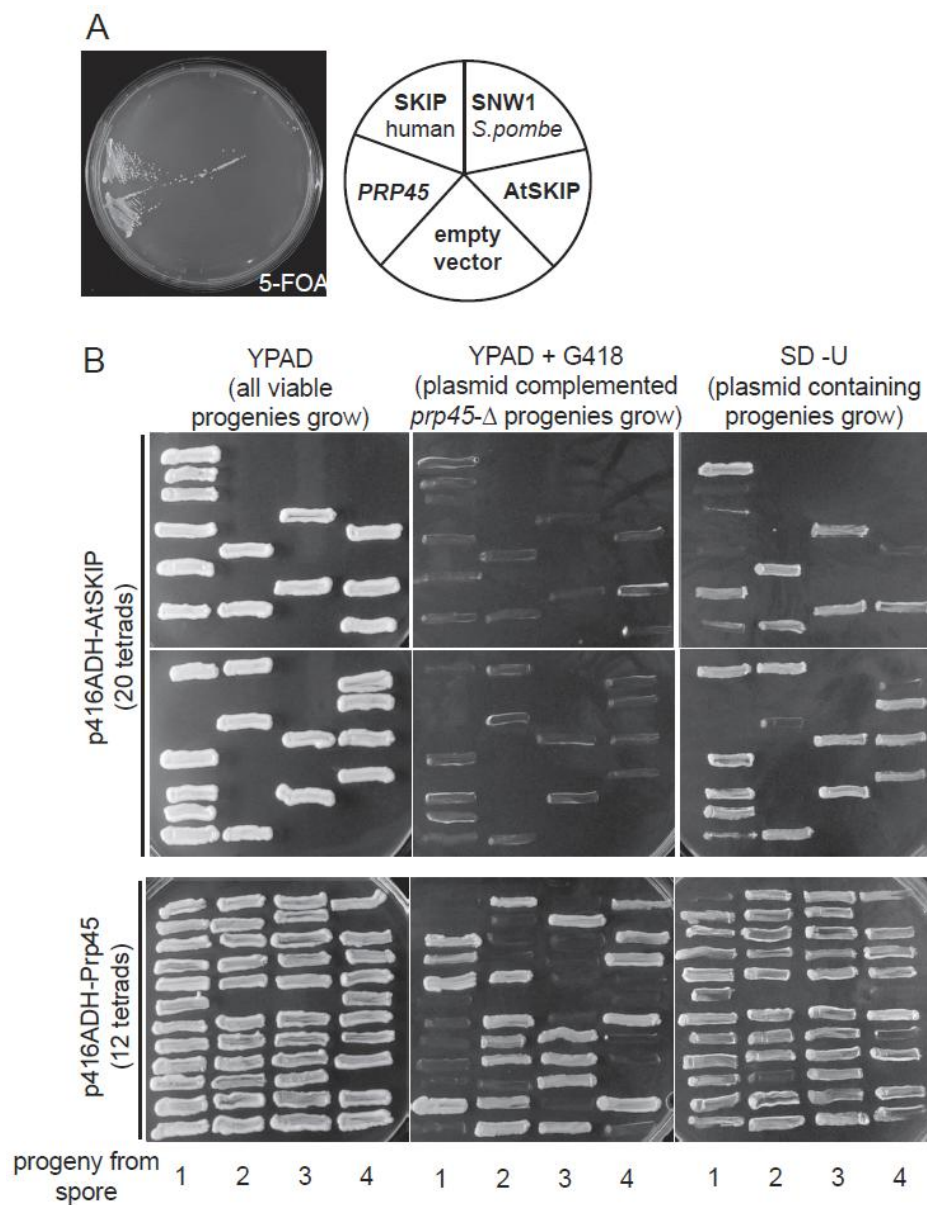 A
SKIP
human
SNW1
S.pombe
PRP45
AtSKIP
empty
vector
5-FOA
B
YPAD
(all viable
progenies grow)
YPAD + G418
(plasmid complemented
prp45-Δ progenies grow)
SD -U
(plasmid containing
progenies grow)
p416ADH-AtSKIP
(20 tetrads)
p416ADH-Prp45
(12 tetrads)
progeny from
spore
1 2 3 4 1 2 3 4 1 2 3 4